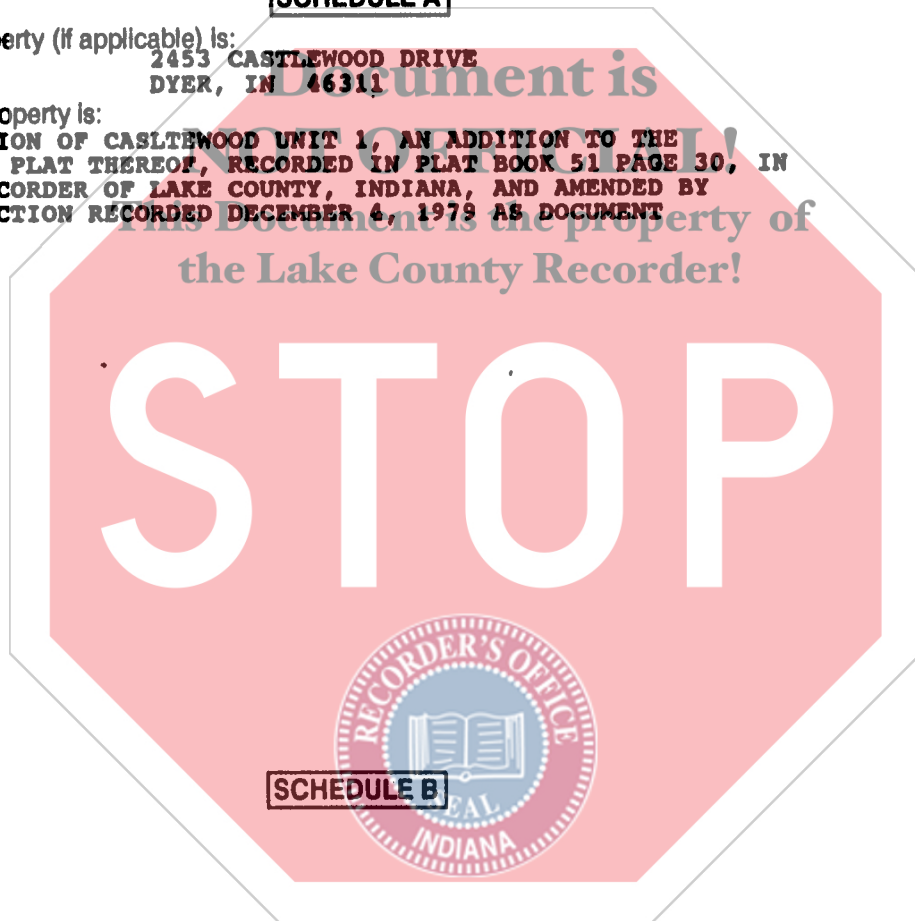 SCHEDULE A
erty (if applicable) is:
2453 CASTLEWOOD DRIVE
DYER, IN 46311
Document is
operty is:
ION OF CASLTEWOOD UNIT 1, AN ADDITION TO THE
NOT OFFICIAL!
PLAT THEREOF, RECORDED IN PLAT BOOK 51 PAGE 30, IN
CORDER OF LAKE COUNTY, INDIANA, AND AMENDED BY
CTION RECORDED DECEMBER 4, 1979 AS DOCUMENT
This Document is the property of
the Lake County Recorder!
STOP
RECORDER'S OFFICE
SCHEDULE B
SEAL
INDIANA